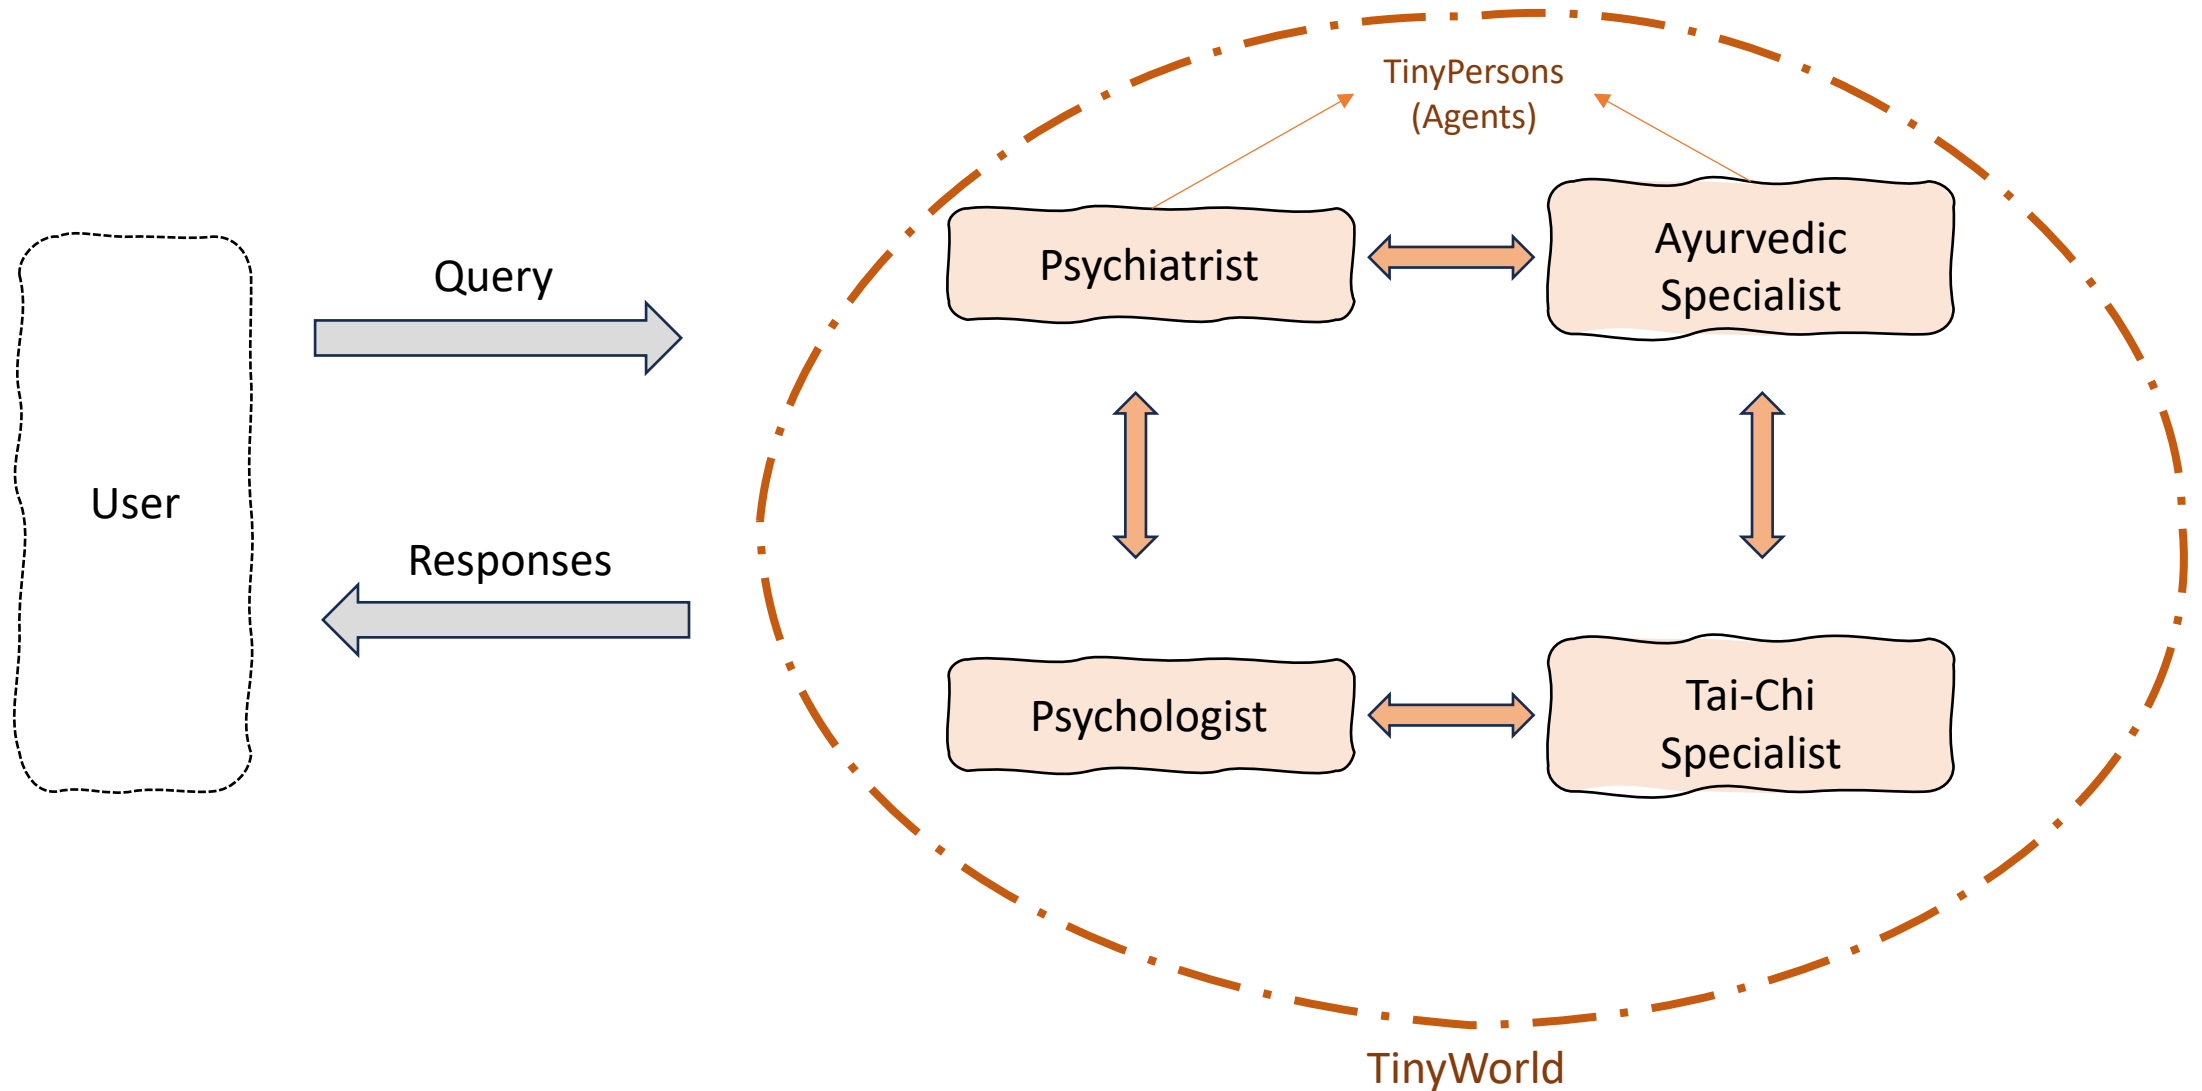 TinyPersons
(Agents)
Psychiatrist
Ayurvedic
Specialist
Query
User
Responses
Psychologist
Tai-Chi
Specialist
TinyWorld